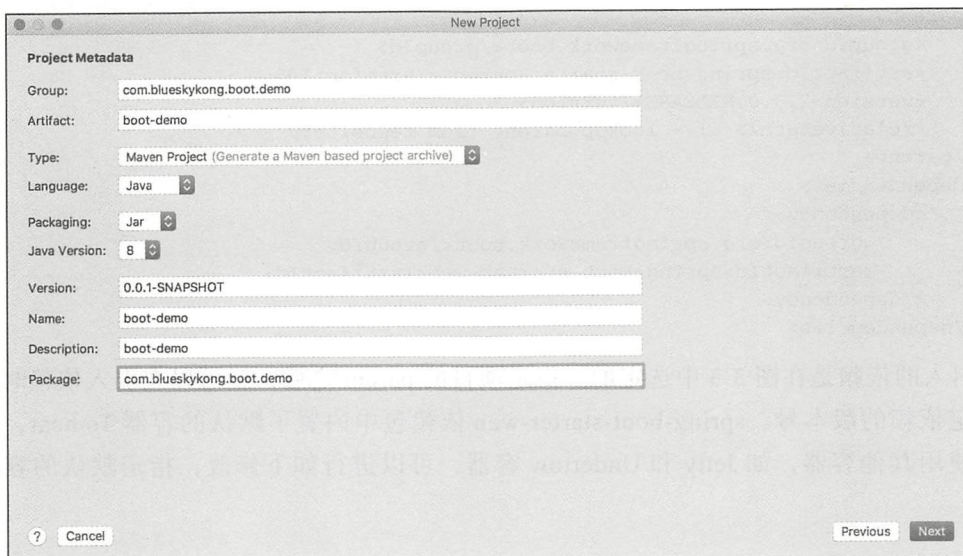 New Project
Project Metadata
Group: com.blueskykong.boot.demo
Artifact: boot-demo
Type: Maven Project (Generate a Maven based project archive)
Language: Java
Packaging: Jar
Java Version: 8
Version: 0.0.1-SNAPSHOT
Name: boot-demo
Description: boot-demo
Package: com.blueskykong.boot.demo
? Cancel Previous Next